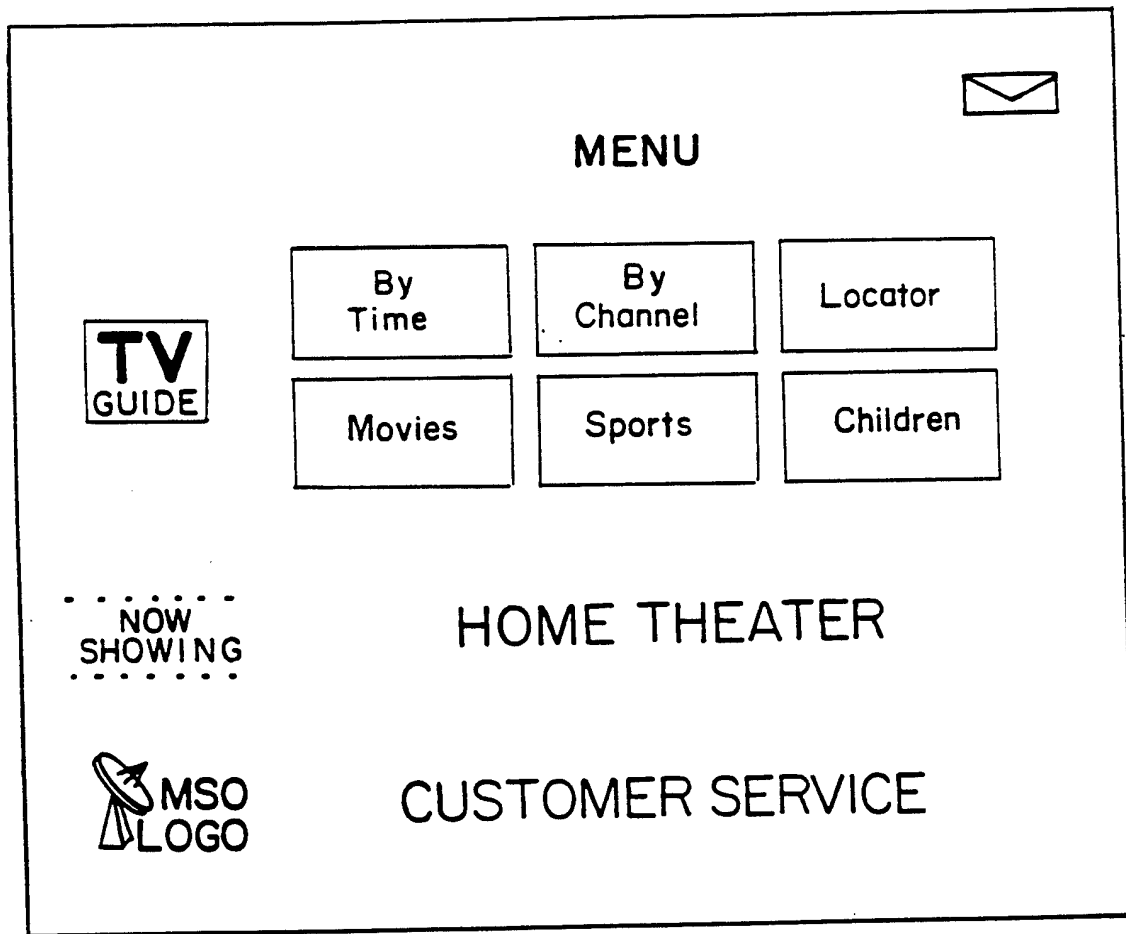 MENU
By
Time
By
Channel
Locator
TV
GUIDE
Movies
Sports
Children
NOW
SHOWING
HOME THEATER
MSO
LOGO
CUSTOMER SERVICE